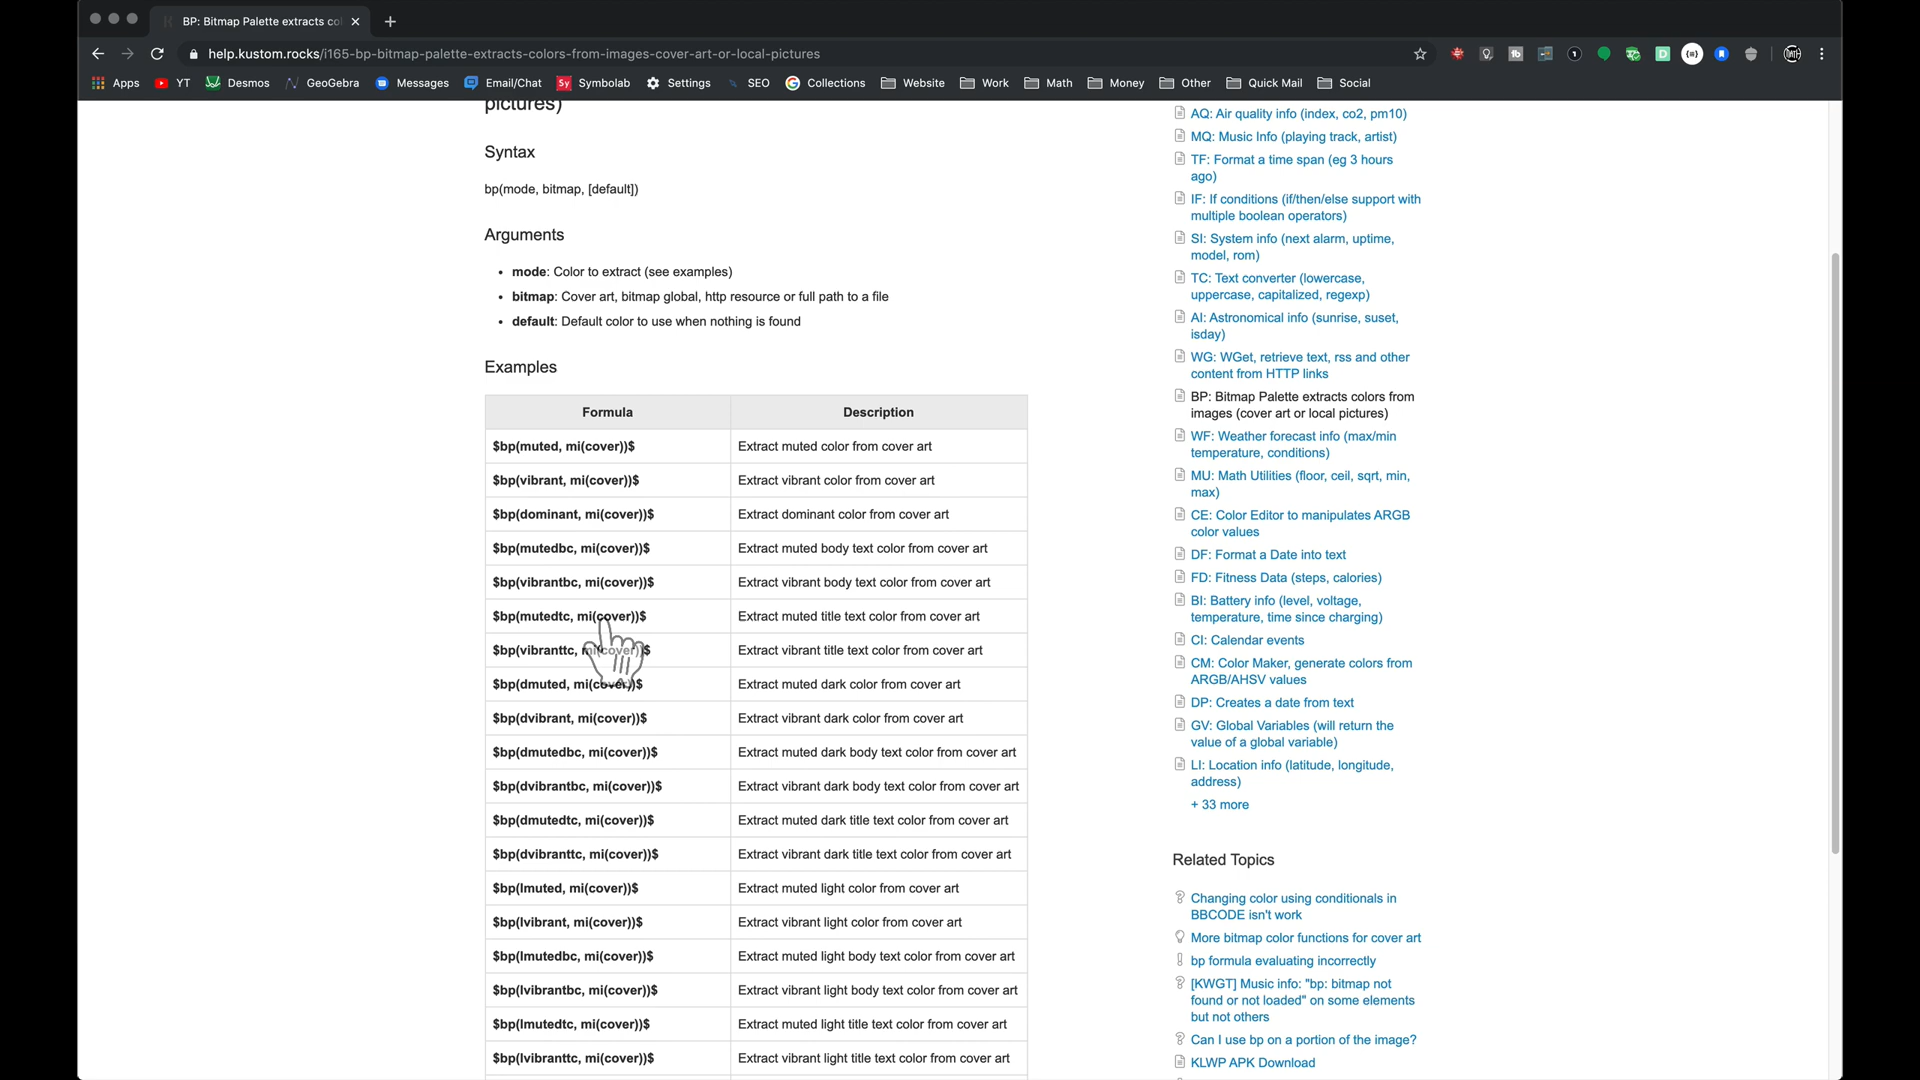 BP: Bitmap Palette extracts col
help.kustom.rocks/i165-bp-bitmap-palette-extracts-colors-from-images-cover-art-or-local-pictures
Apps YT Desmos GeoGebra Messages Email/Chat Symbolab Settings SEO Collections Website Work Math Money Other Quick Mail Social
pictures)
Syntax
bp(mode, bitmap, [default])
Arguments
• mode: Color to extract (see examples)
• bitmap: Cover art, bitmap global, http resource or full path to a file
• default: Default color to use when nothing is found
Examples
Formula Description
$bp(muted, mi(cover))$ Extract muted color from cover art
$bp(vibrant, mi(cover))$ Extract vibrant color from cover art
$bp(dominant, mi(cover))$ Extract dominant color from cover art
$bp(mutedbc, mi(cover))$ Extract muted body text color from cover art
$bp(vibrantbc, mi(cover))$ Extract vibrant body text color from cover art
$bp(mutedtc, mi(cover))$ Extract muted title text color from cover art
$bp(vibranttc, mi(cover))$ Extract vibrant title text color from cover art
$bp(dmuted, mi(cover))$ Extract muted dark color from cover art
$bp(dvibrant, mi(cover))$ Extract vibrant dark color from cover art
$bp(dmutedbc, mi(cover))$ Extract muted dark body text color from cover art
$bp(dvibrantbc, mi(cover))$ Extract vibrant dark body text color from cover art
$bp(dmutedtc, mi(cover))$ Extract muted dark title text color from cover art
$bp(dvibranttc, mi(cover))$ Extract vibrant dark title text color from cover art
$bp(lmuted, mi(cover))$ Extract muted light color from cover art
$bp(lvibrant, mi(cover))$ Extract vibrant light color from cover art
$bp(lmutedbc, mi(cover))$ Extract muted light body text color from cover art
$bp(lvibrantbc, mi(cover))$ Extract vibrant light body text color from cover art
$bp(lmutedtc, mi(cover))$ Extract muted light title text color from cover art
$bp(lvibranttc, mi(cover))$ Extract vibrant light title text color from cover art
AQ: Air quality info (index, co2, pm10)
MQ: Music Info (playing track, artist)
TF: Format a time span (eg 3 hours
ago)
IF: If conditions (if/then/else support with
multiple boolean operators)
SI: System info (next alarm, uptime,
model, rom)
TC: Text converter (lowercase,
uppercase, capitalized, regexp)
AI: Astronomical info (sunrise, suset,
isday)
WG: WGet, retrieve text, rss and other
content from HTTP links
BP: Bitmap Palette extracts colors from
images (cover art or local pictures)
WF: Weather forecast info (max/min
temperature, conditions)
MU: Math Utilities (floor, ceil, sqrt, min,
max)
CE: Color Editor to manipulates ARGB
color values
DF: Format a Date into text
FD: Fitness Data (steps, calories)
BI: Battery info (level, voltage,
temperature, time since charging)
CI: Calendar events
CM: Color Maker, generate colors from
ARGB/AHSV values
DP: Creates a date from text
GV: Global Variables (will return the
value of a global variable)
LI: Location info (latitude, longitude,
address)
+ 33 more
Related Topics
Changing color using conditionals in
BBCODE isn't work
More bitmap color functions for cover art
bp formula evaluating incorrectly
[KWGT] Music info: "bp: bitmap not
found or not loaded" on some elements
but not others
Can I use bp on a portion of the image?
KLWP APK Download